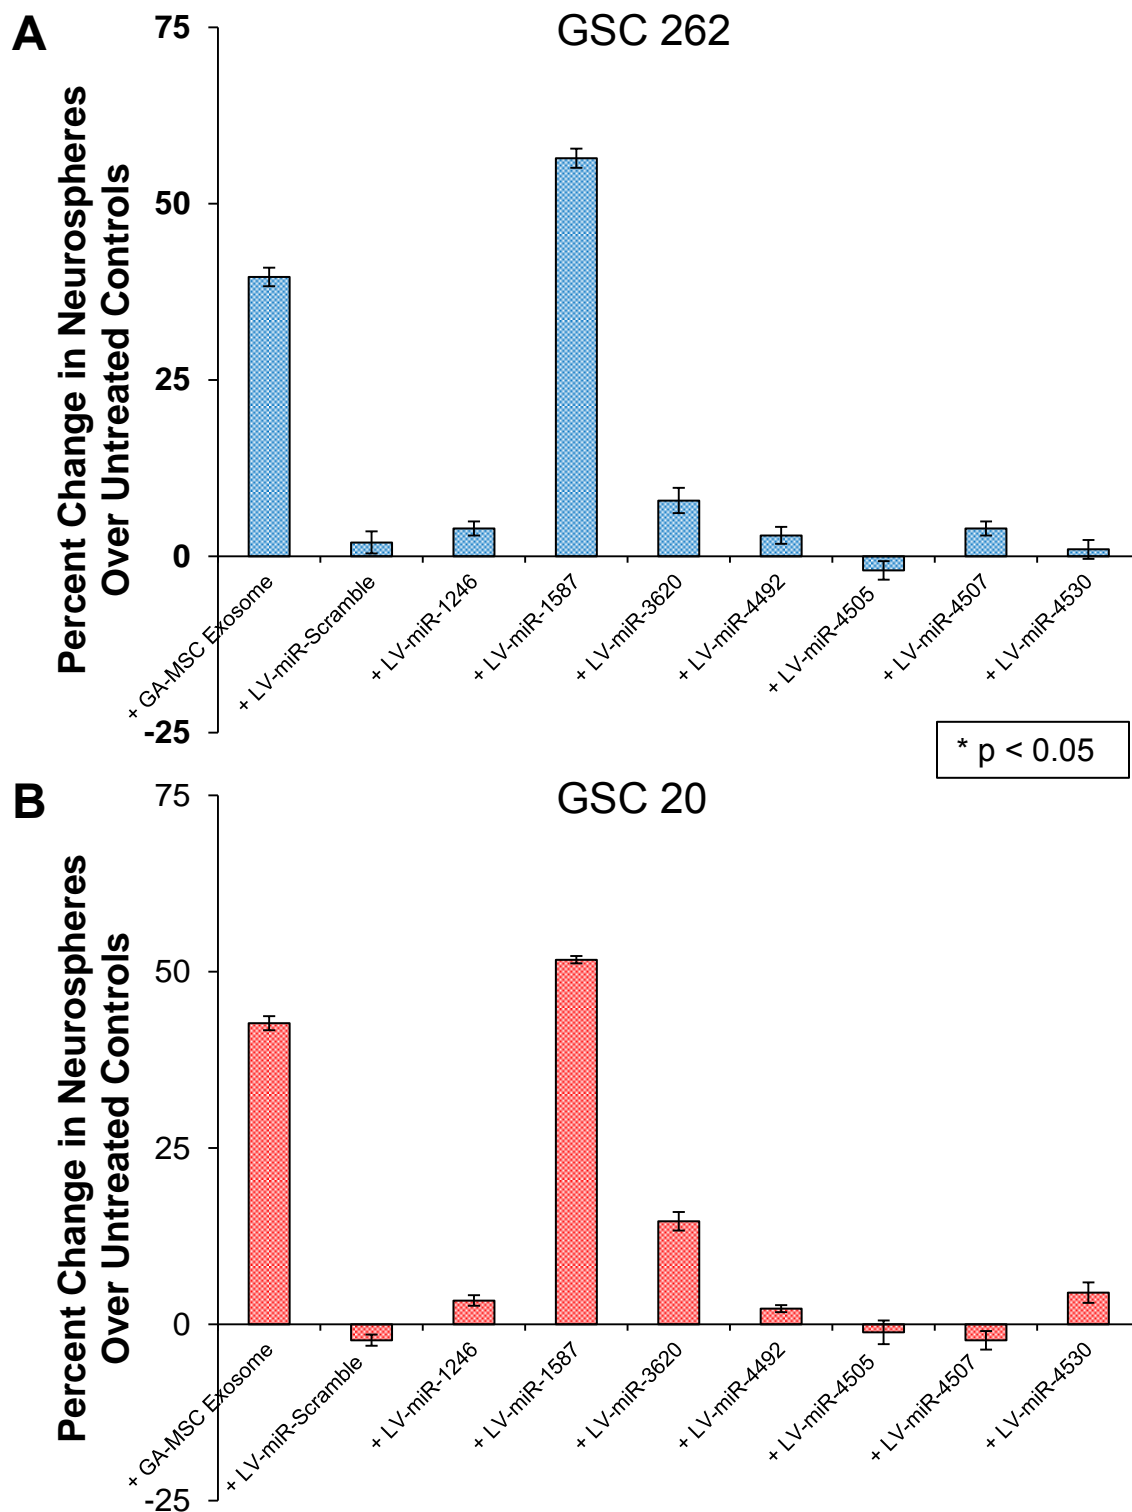 A
GSC 262
Percent Change in Neurospheres
Over Untreated Controls
75
50
25
0
-25
+ GA-MSC Exosome
+ LV-miR-Scramble
+ LV-miR-1246
+ LV-miR-1587
+ LV-miR-3620
+ LV-miR-4492
+ LV-miR-4505
+ LV-miR-4507
+ LV-miR-4530
* p < 0.05
B
GSC 20
Percent Change in Neurospheres
Over Untreated Controls
75
50
25
0
-25
+ GA-MSC Exosome
+ LV-miR-Scramble
+ LV-miR-1246
+ LV-miR-1587
+ LV-miR-3620
+ LV-miR-4492
+ LV-miR-4505
+ LV-miR-4507
+ LV-miR-4530